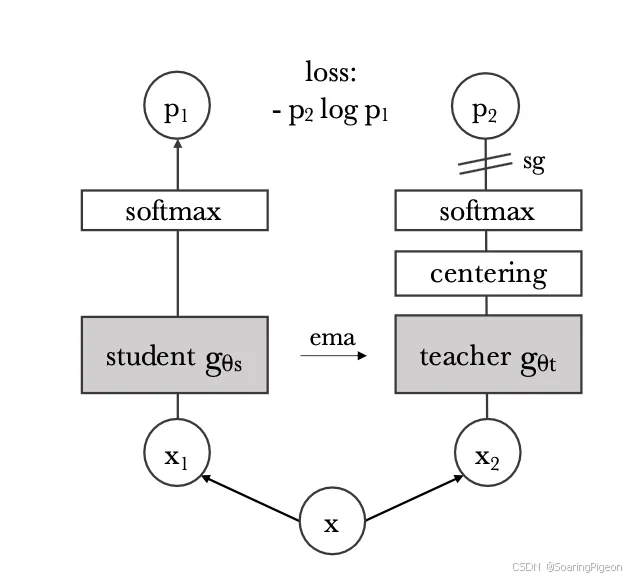 loss:
p₁
- p₂ log p₁
p₂
sg
softmax
softmax
centering
ema
student gθs
teacher gθt
x₁
x₂
x
CSDN @SoaringPigeon